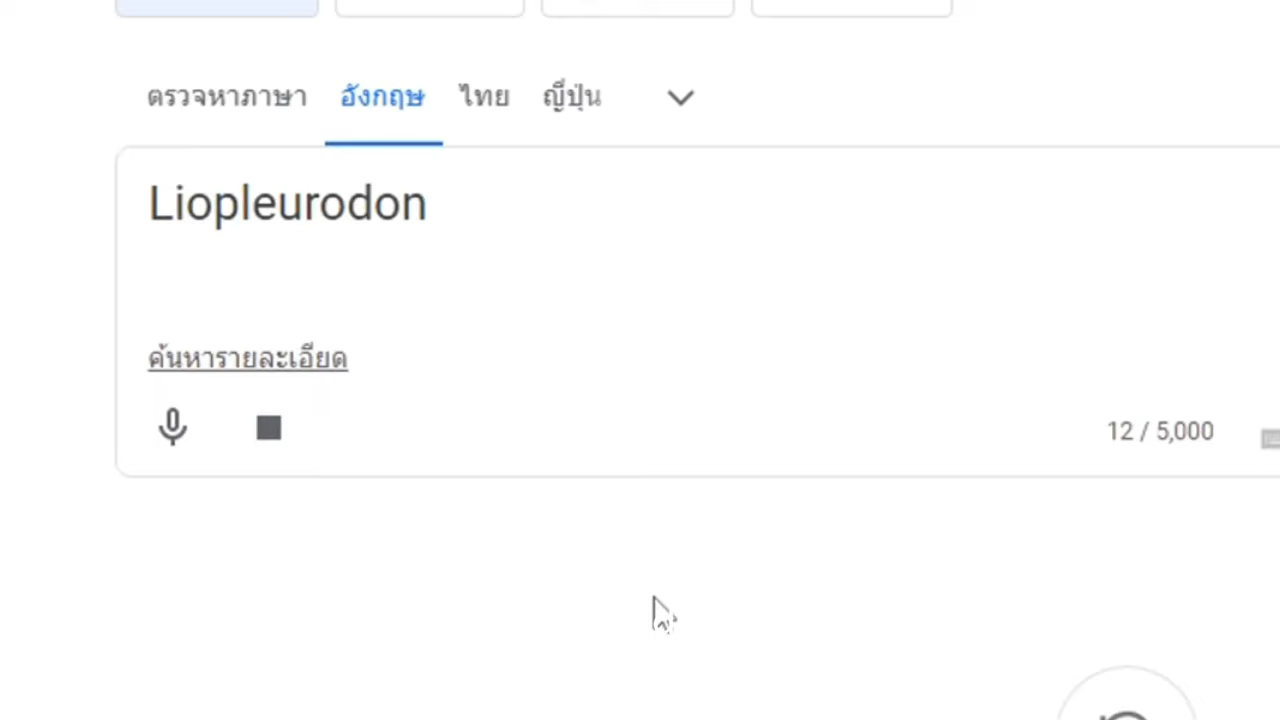 ตรวจหาภาษา อังกฤษ ไทย ญี่ปุ่น
Liopleurodon
ค้นหารายละเอียด
12 / 5,000